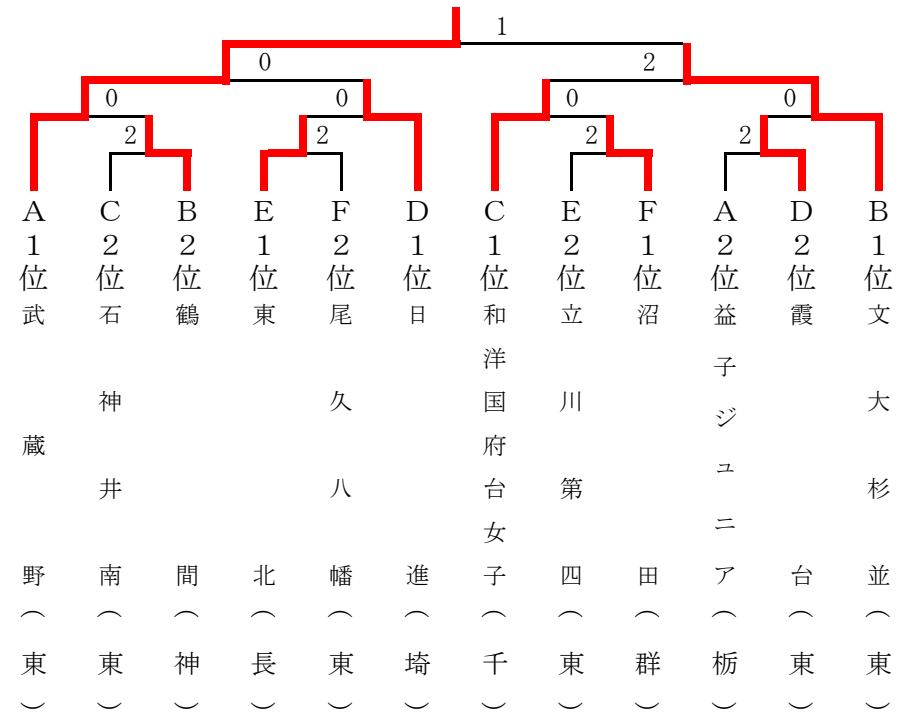 1
0
2
0
0
0
0
2
2
2
2
A1位 武蔵野（東）
C2位 石神井南（東）
B2位 鶴間（神）
E1位 東北（長）
F2位 尾久八幡（東）
D1位 日進（埼）
C1位 和洋国府台女子（千）
E2位 立川第四（東）
F1位 沼田（群）
A2位 益子ジュニア（栃）
D2位 霞台（東）
B1位 文大杉並（東）